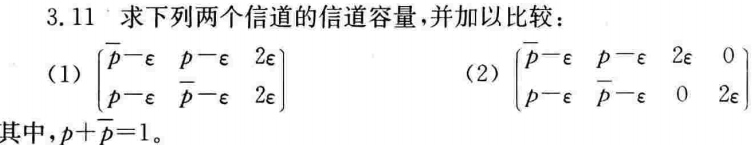 3.11 求下列两个信道的信道容量,并加以比较:
(1) [p̅−ε p−ε 2ε (2) [p̅−ε p−ε 2ε 0
p−ε p̅−ε 2ε] p−ε p̅−ε 0 2ε]
其中,p+p̅=1。